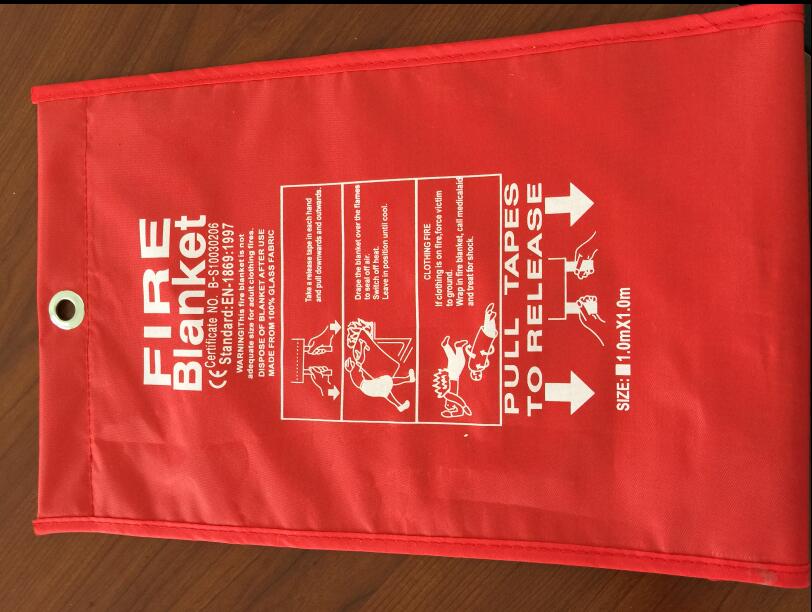 FIRE
Blanket
CE Certificate NO. B-S10030206
Standard:EN-1869:1997
WARNING!This fire blanket is not
adequate size for adult clothing fires.
DISPOSE OF BLANKET AFTER USE
MADE FROM 100% GLASS FABRIC
Take a release tape in each hand
and pull downwards and outwards.
Drape the blanket over the flames
to seal off air.
Switch off heat.
Leave in position until cool.
CLOTHING FIRE
If clothing is on fire,force victim
to ground.
Wrap in fire blanket, call medicalaid
and treat for shock.
PULL TAPES
TO RELEASE
SIZE: ■1.0mX1.0m